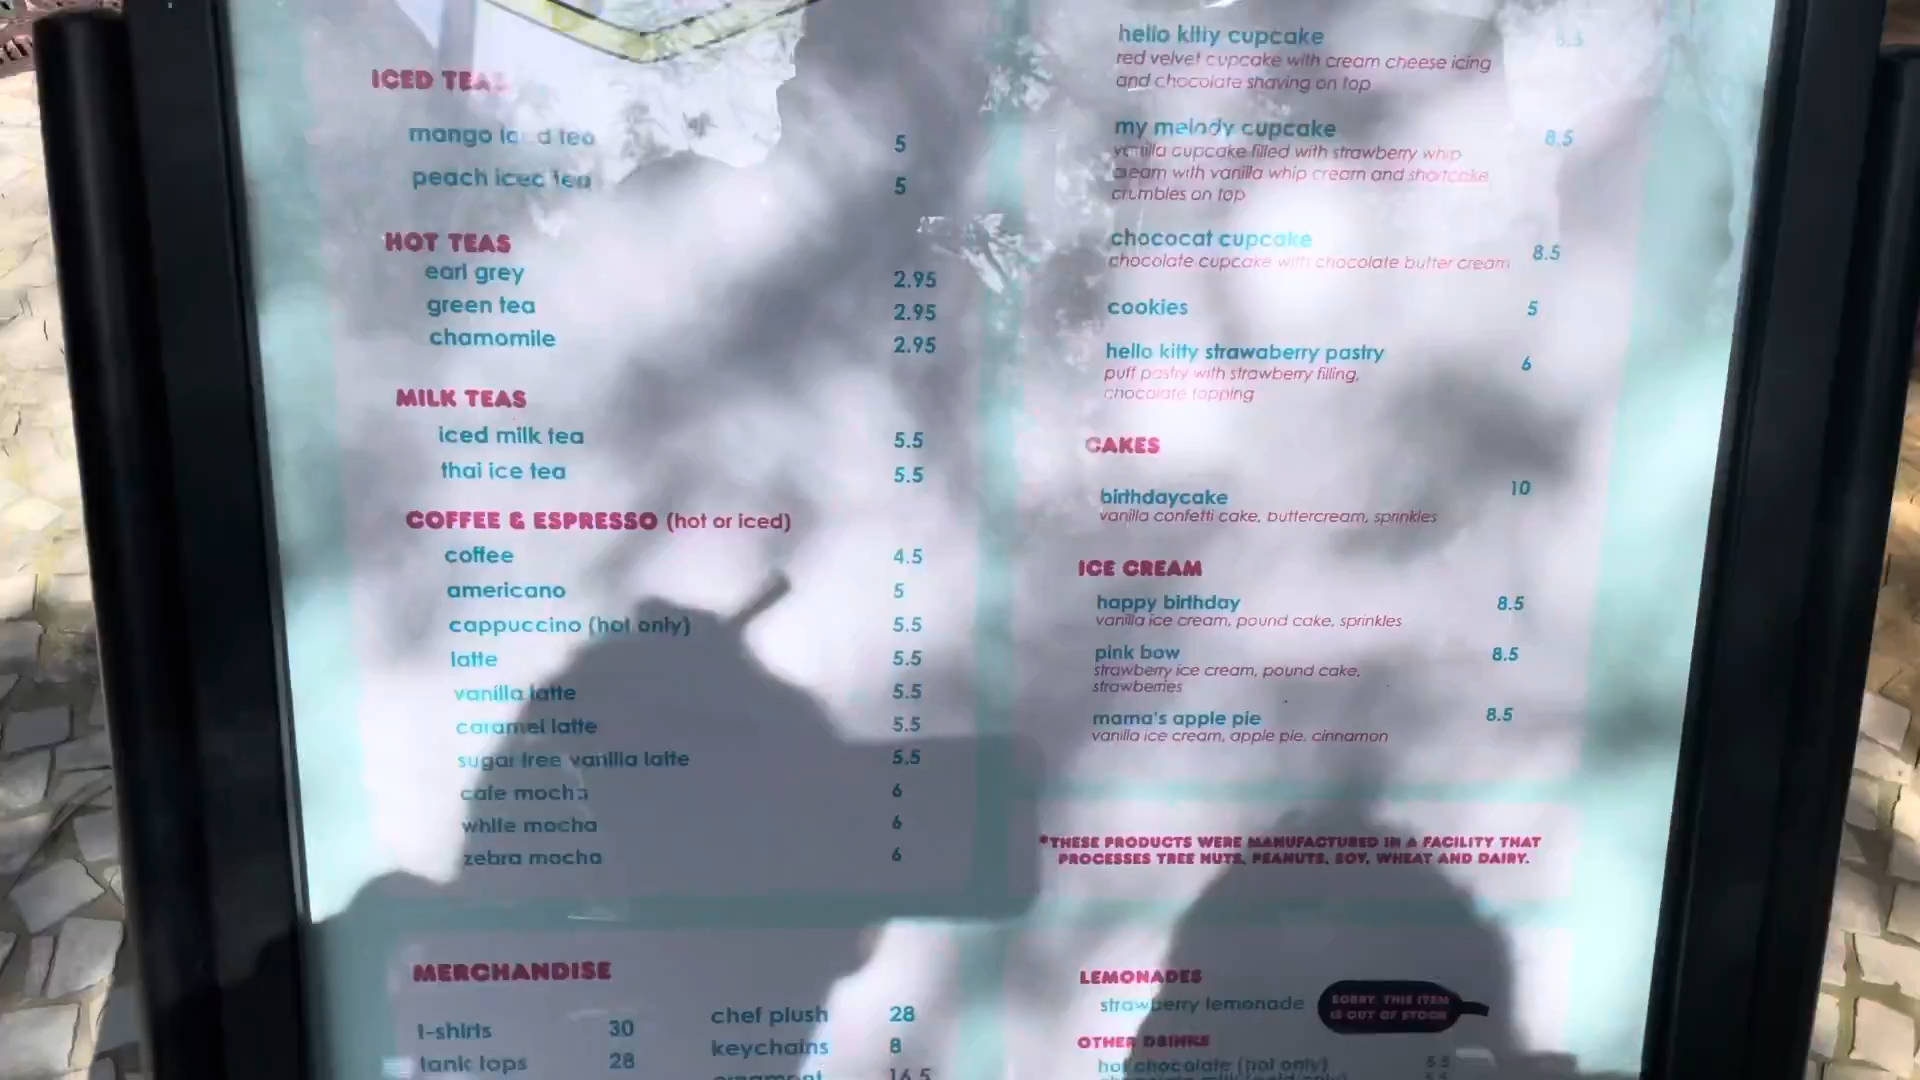 ICED TEAS
mango iced tea 5
peach iced tea 5
HOT TEAS
earl grey 2.95
green tea 2.95
chamomile 2.95
MILK TEAS
iced milk tea 5.5
thai ice tea 5.5
COFFEE & ESPRESSO (hot or iced)
coffee 4.5
americano 5
cappuccino (hot only) 5.5
latte 5.5
vanilla latte 5.5
caramel latte 5.5
sugar free vanilla latte 5.5
cafe mocha 6
white mocha 6
zebra mocha 6
MERCHANDISE
t-shirts 30
tank tops 28
chef plush 28
keychains 8
ornament 16.5
hello kitty cupcake 8.5
red velvet cupcake with cream cheese icing
and chocolate shaving on top
my melody cupcake 8.5
vanilla cupcake filled with strawberry whip
cream with vanilla whip cream and shortcake
crumbles on top
chococat cupcake 8.5
chocolate cupcake with chocolate butter cream
cookies 5
hello kitty strawaberry pastry 6
puff pastry with strawberry filling,
chocolate topping
CAKES
birthdaycake 10
vanilla confetti cake, buttercream, sprinkles
ICE CREAM
happy birthday 8.5
vanilla ice cream, pound cake, sprinkles
pink bow 8.5
strawberry ice cream, pound cake,
strawberries
mama's apple pie 8.5
vanilla ice cream, apple pie, cinnamon
*THESE PRODUCTS WERE MANUFACTURED IN A FACILITY THAT
PROCESSES TREE NUTS, PEANUTS, SOY, WHEAT AND DAIRY.
LEMONADES
strawberry lemonade
SORRY, THIS ITEM
IS OUT OF STOCK
OTHER DRINKS
hot chocolate (hot only) 5.5